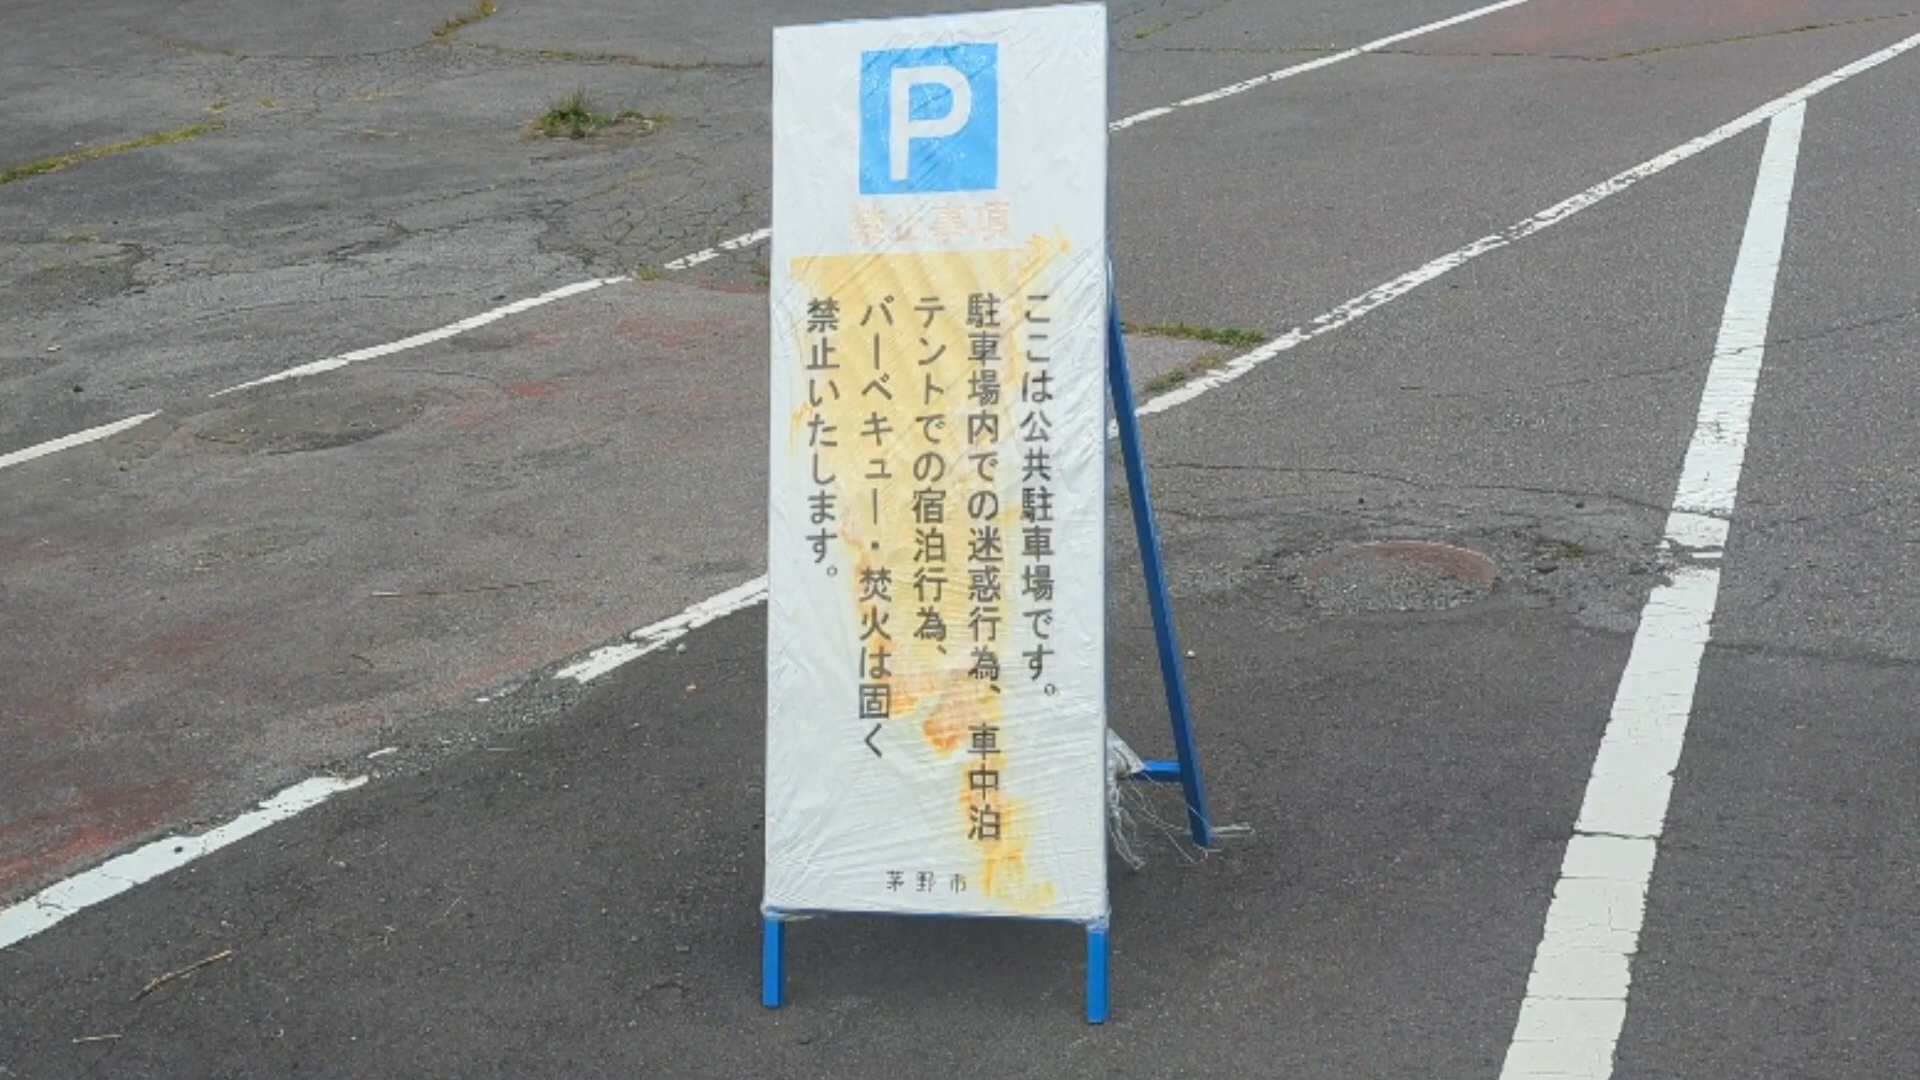 P
禁止事項
ここは公共駐車場です。
駐車場内での迷惑行為、車中泊
テントでの宿泊行為、
バーベキュー・焚火は固く
禁止いたします。
茅野市